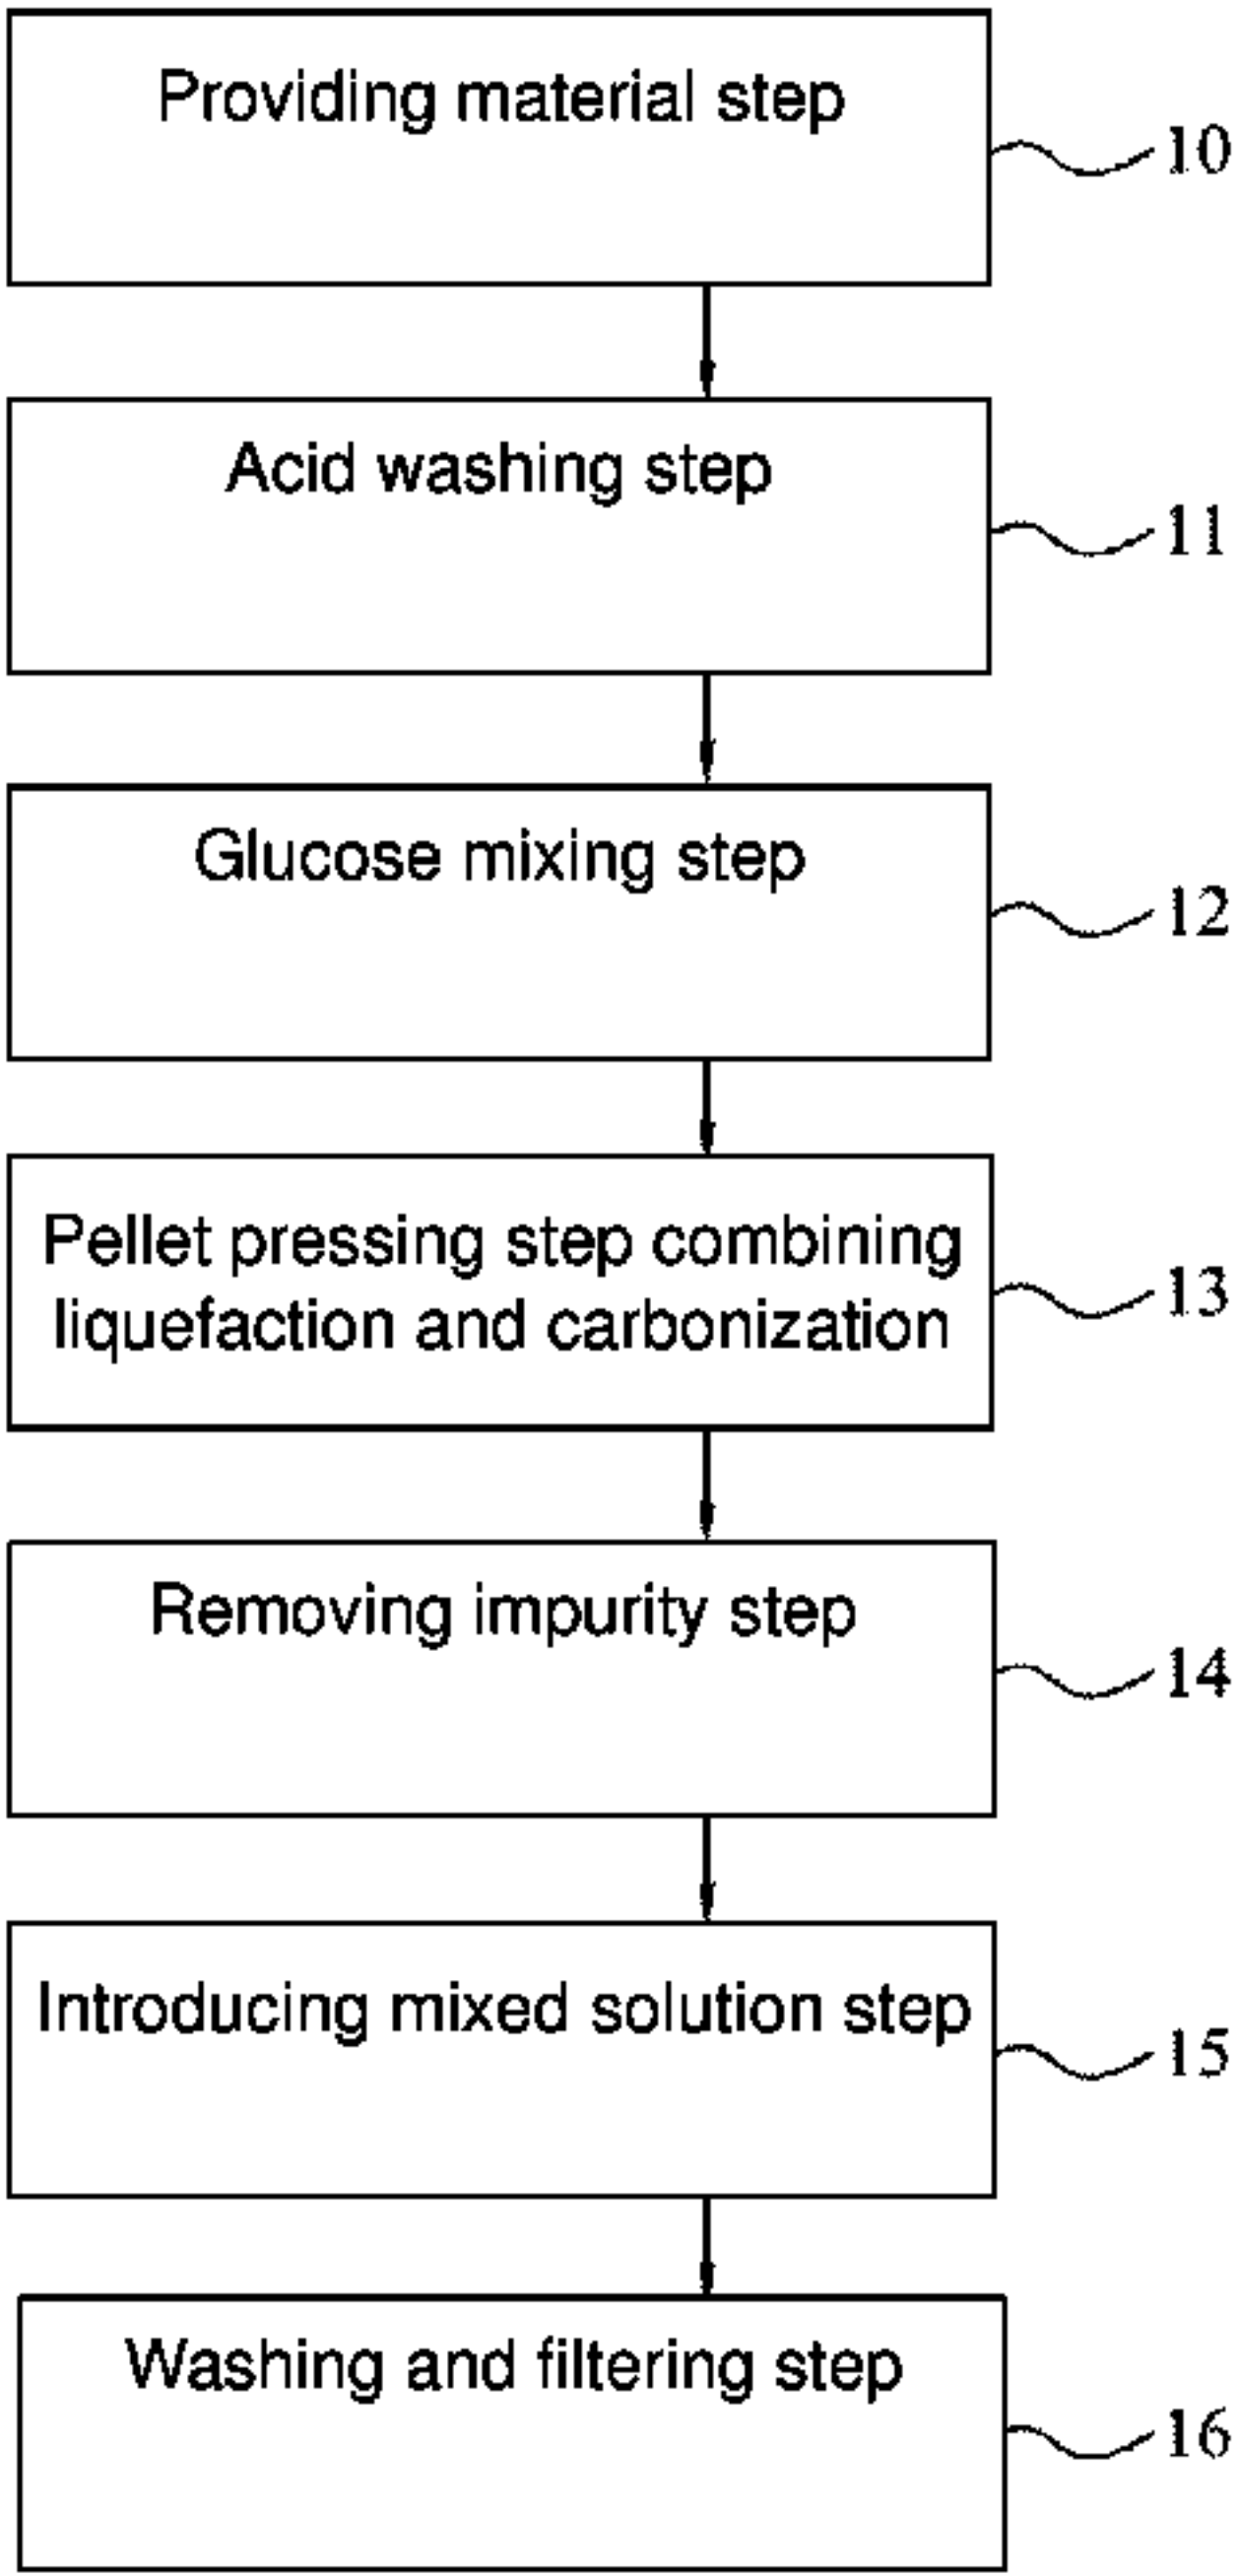 Providing material step
10
Acid washing step
11
Glucose mixing step
12
Pellet pressing step combining
liquefaction and carbonization
13
Removing impurity step
14
Introducing mixed solution step
15
Washing and filtering step
16